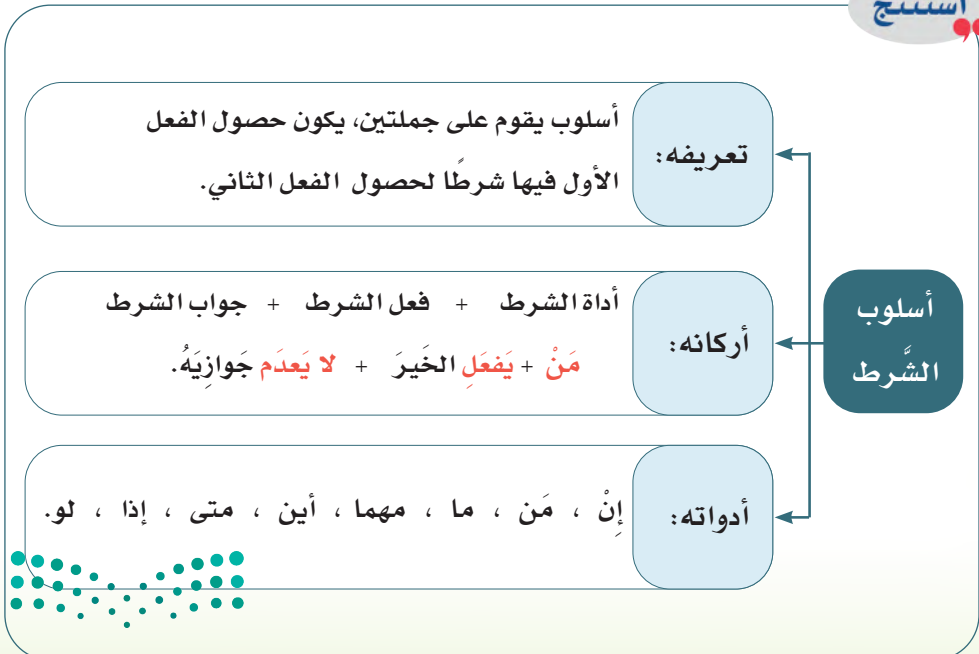 أستنتج
أسلوب الشَّرط
تعريفه:
أسلوب يقوم على جملتين، يكون حصول الفعل
الأول فيها شرطًا لحصول الفعل الثاني.
أركانه:
أداة الشرط + فعل الشرط + جواب الشرط
مَنْ + يَفعَلِ الخَيرَ + لا يَعدَم جَوازِيَهُ.
أدواته:
إنْ ، مَن ، ما ، مهما ، أين ، متى ، إذا ، لو.